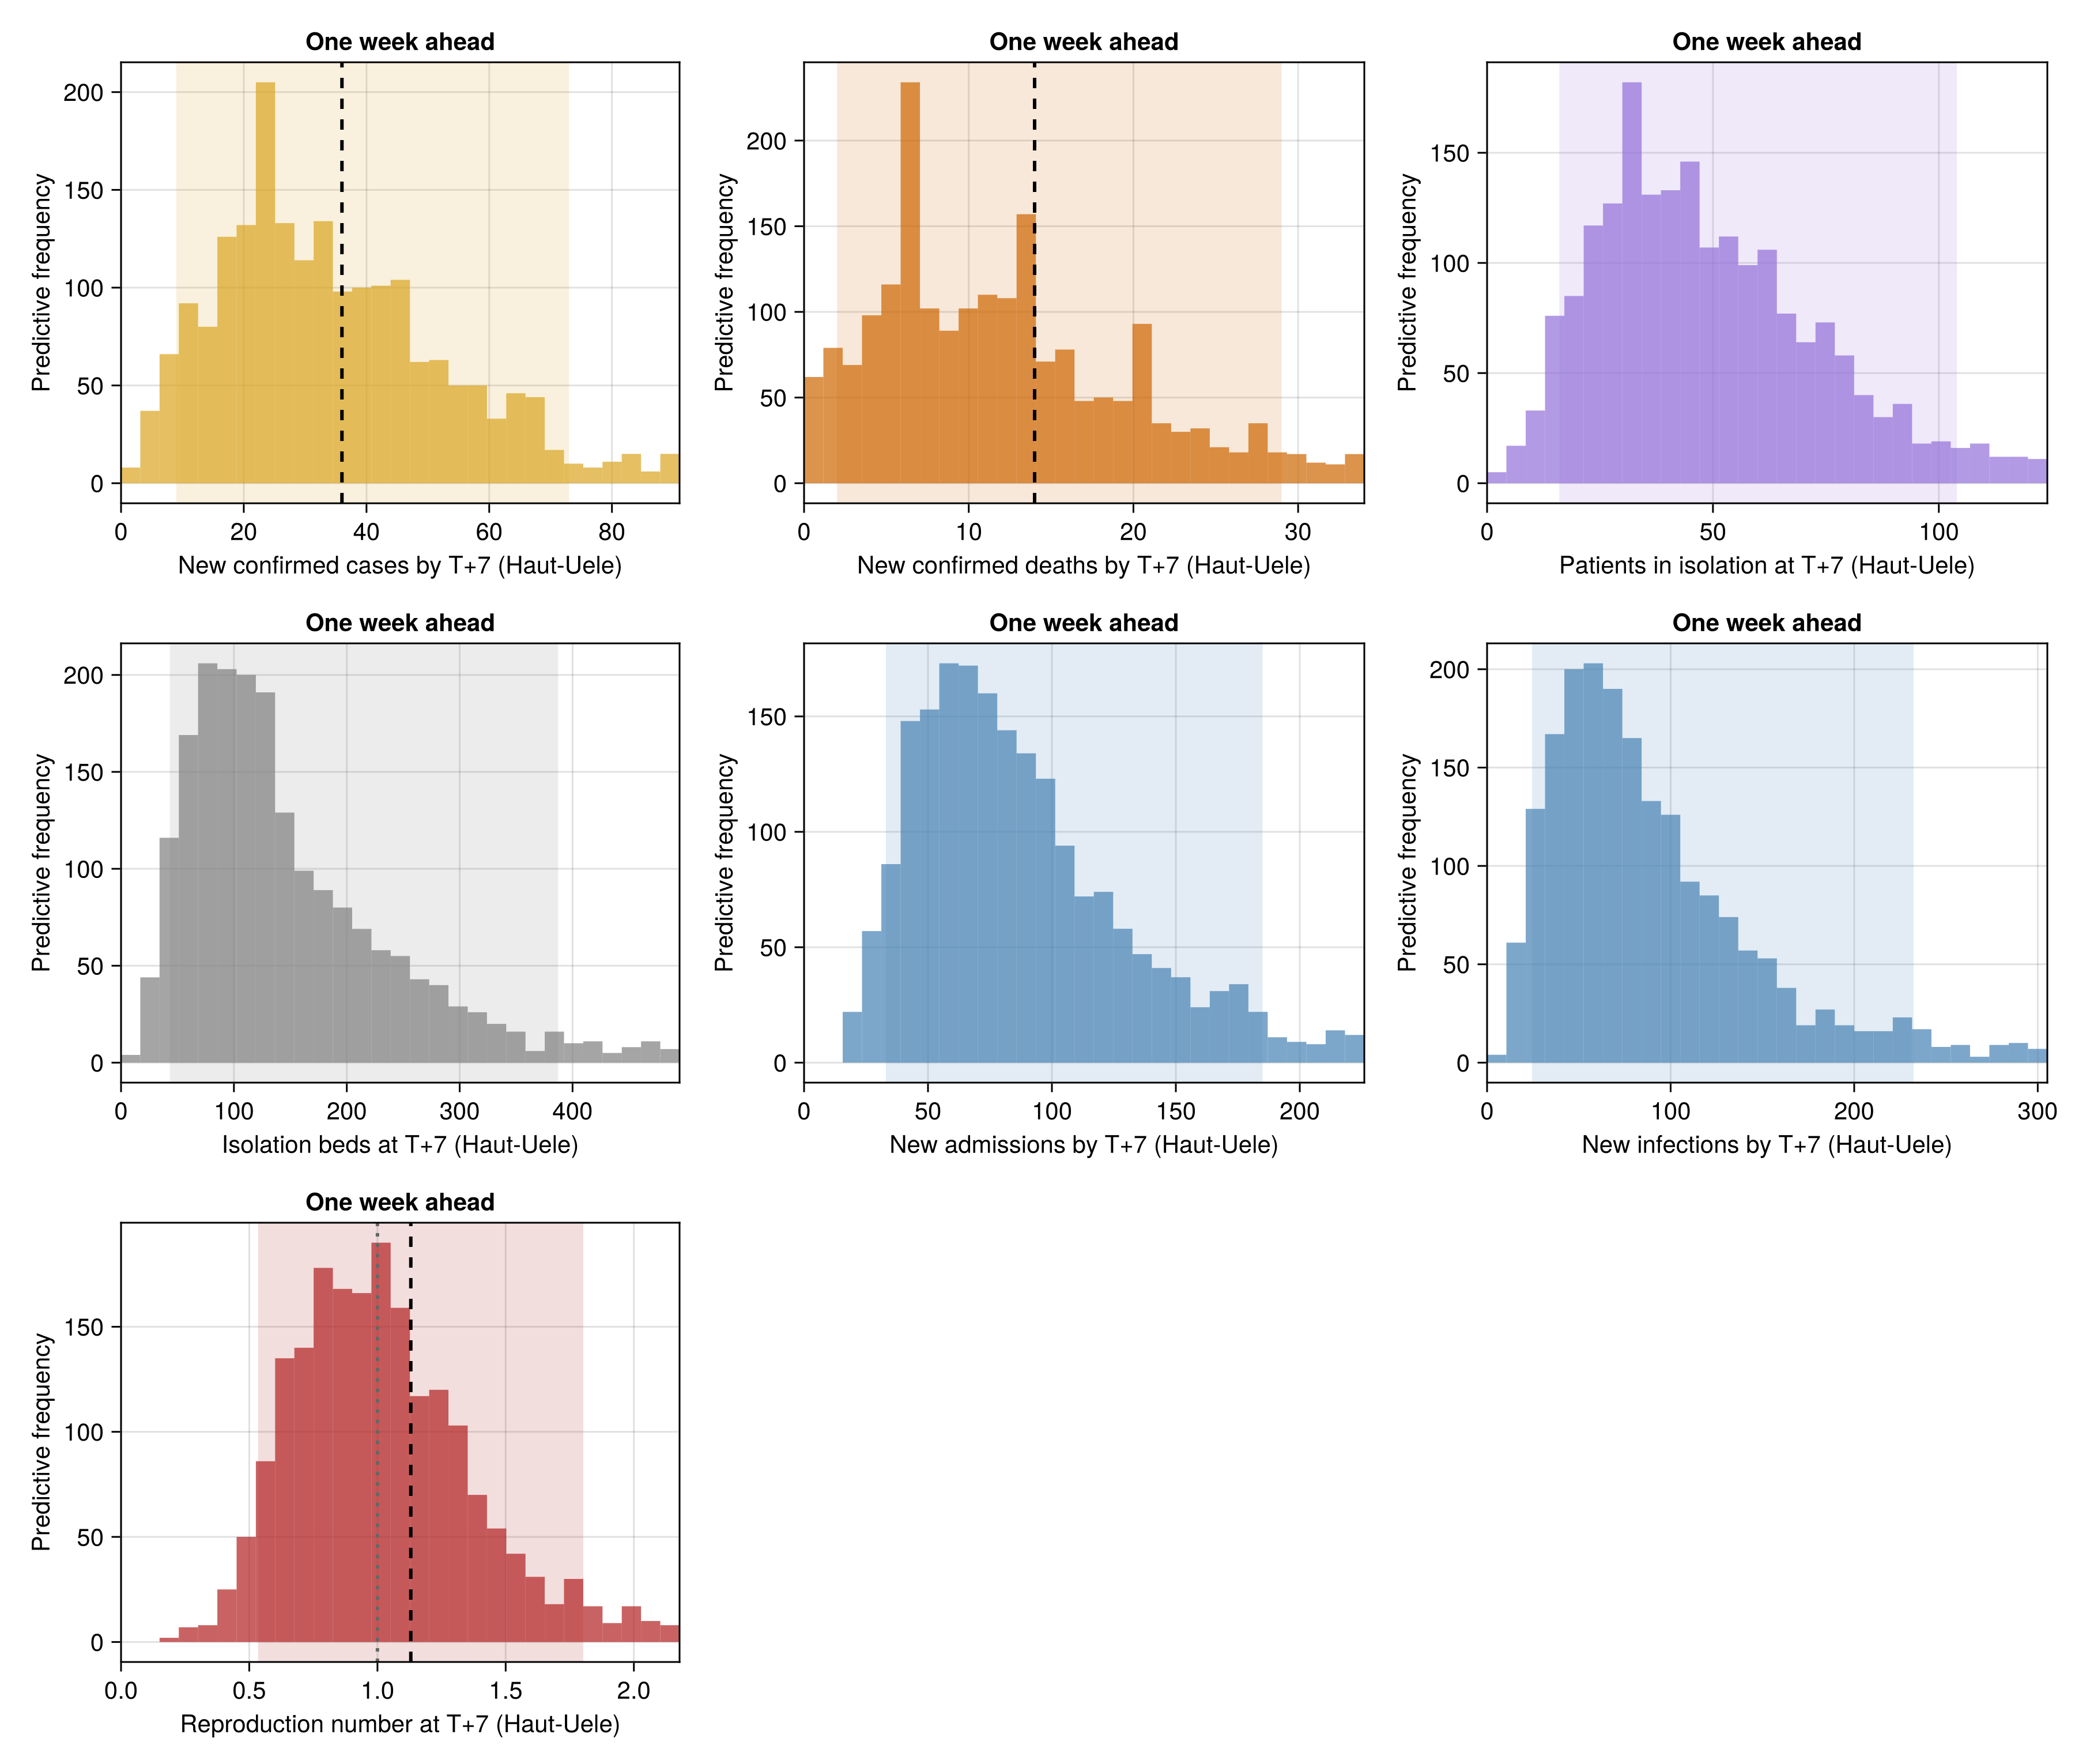 One week ahead
One week ahead
One week ahead
Predictive frequency
200
150
100
50
0
0 20 40 60 80
New confirmed cases by T+7 (Haut-Uele)
Predictive frequency
200
150
100
50
0
0 10 20 30
New confirmed deaths by T+7 (Haut-Uele)
Predictive frequency
150
100
50
0
0 50 100
Patients in isolation at T+7 (Haut-Uele)
One week ahead
One week ahead
One week ahead
Predictive frequency
200
150
100
50
0
0 100 200 300 400
Isolation beds at T+7 (Haut-Uele)
Predictive frequency
150
100
50
0
0 50 100 150 200
New admissions by T+7 (Haut-Uele)
Predictive frequency
200
150
100
50
0
0 100 200 300
New infections by T+7 (Haut-Uele)
One week ahead
Predictive frequency
150
100
50
0
0.0 0.5 1.0 1.5 2.0
Reproduction number at T+7 (Haut-Uele)